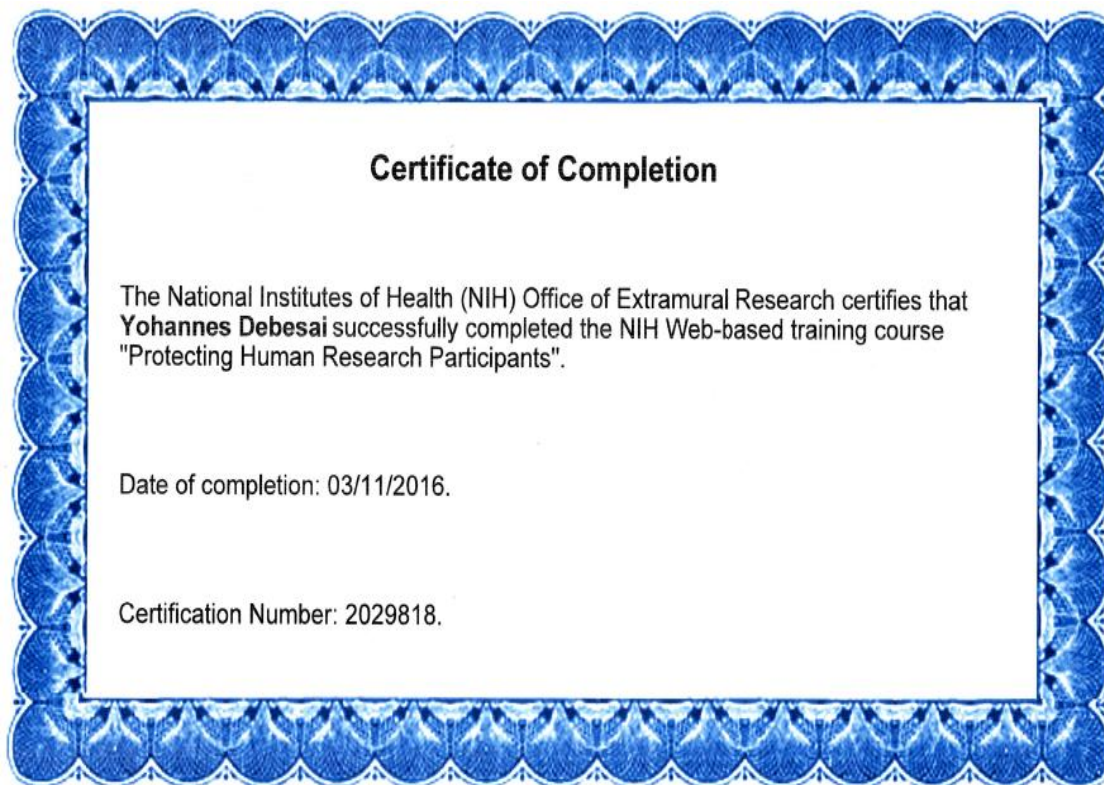 Certificate of Completion
The National Institutes of Health (NIH) Office of Extramural Research certifies that
Yohannes Debesai successfully completed the NIH Web-based training course
"Protecting Human Research Participants".
Date of completion: 03/11/2016.
Certification Number: 2029818.